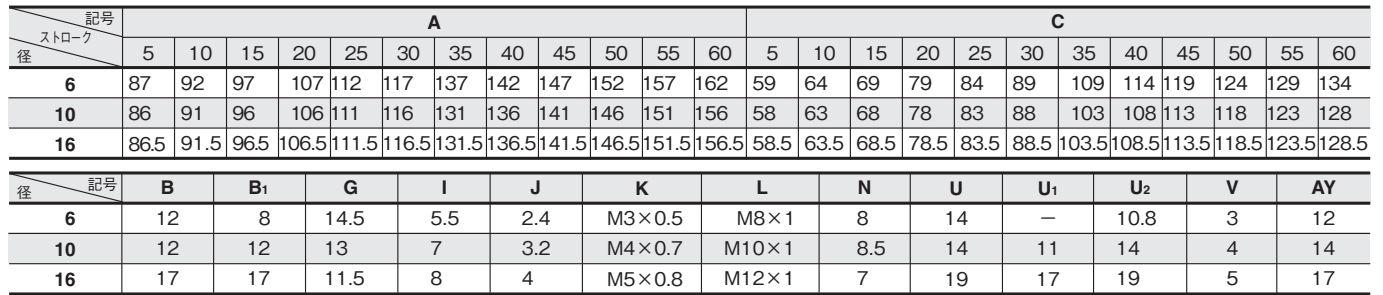 記号 A C
ストローク
径 5 10 15 20 25 30 35 40 45 50 55 60 5 10 15 20 25 30 35 40 45 50 55 60
6 87 92 97 107 112 117 137 142 147 152 157 162 59 64 69 79 84 89 109 114 119 124 129 134
10 86 91 96 106 111 116 131 136 141 146 151 156 58 63 68 78 83 88 103 108 113 118 123 128
16 86.5 91.5 96.5 106.5 111.5 116.5 131.5 136.5 141.5 146.5 151.5 156.5 58.5 63.5 68.5 78.5 83.5 88.5 103.5 108.5 113.5 118.5 123.5 128.5
径 記号 B B1 G I J K L N U U1 U2 V AY
6 12 8 14.5 5.5 2.4 M3×0.5 M8×1 8 14 − 10.8 3 12
10 12 12 13 7 3.2 M4×0.7 M10×1 8.5 14 11 14 4 14
16 17 17 11.5 8 4 M5×0.8 M12×1 7 19 17 19 5 17